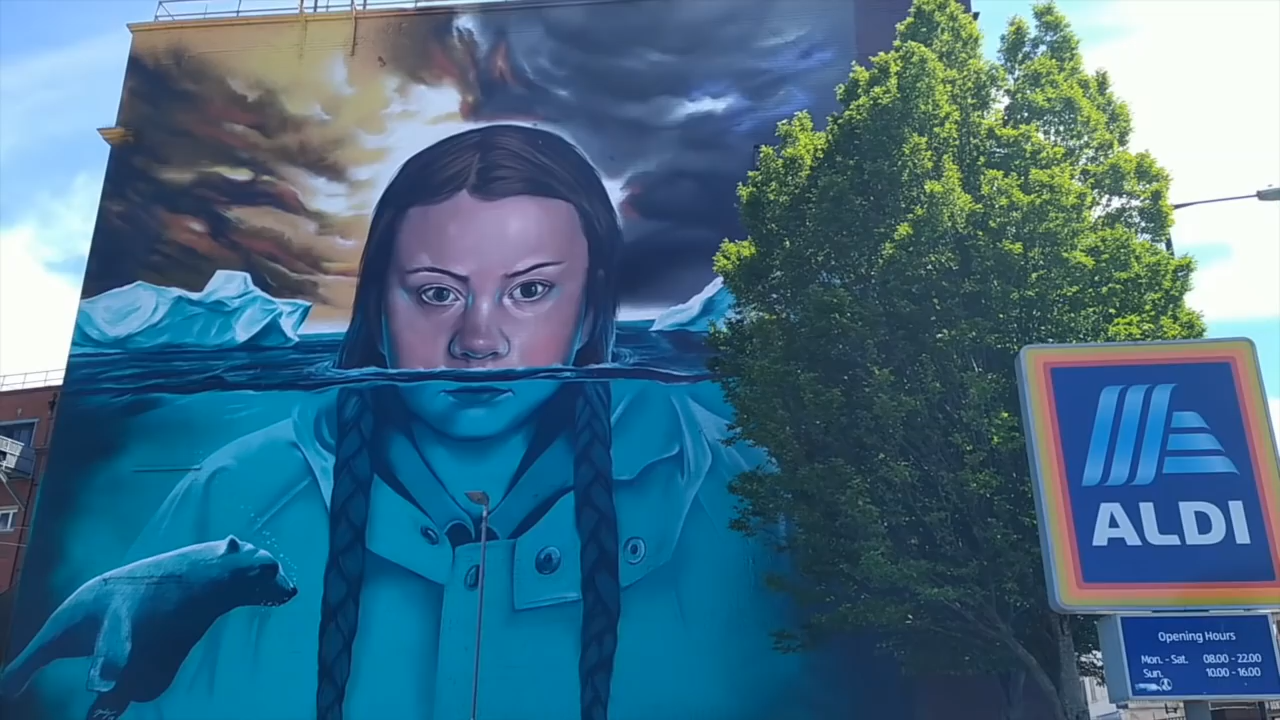 ALDI
Opening Hours
Mon. - Sat. 08.00 - 22.00
Sun. 10.00 - 16.00